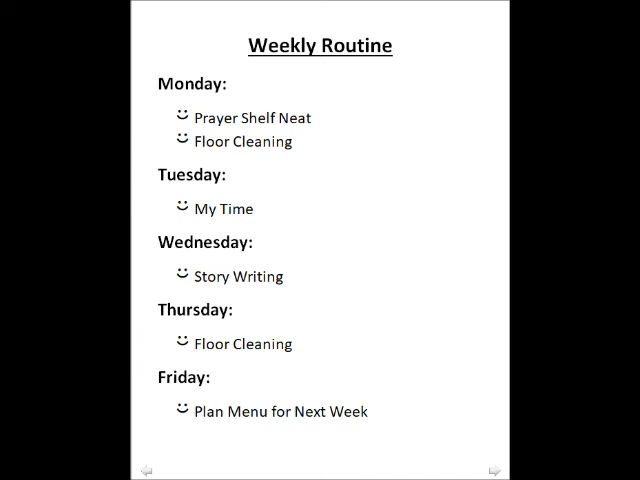 Weekly Routine
Monday:
Prayer Shelf Neat
Floor Cleaning
Tuesday:
My Time
Wednesday:
Story Writing
Thursday:
Floor Cleaning
Friday:
Plan Menu for Next Week